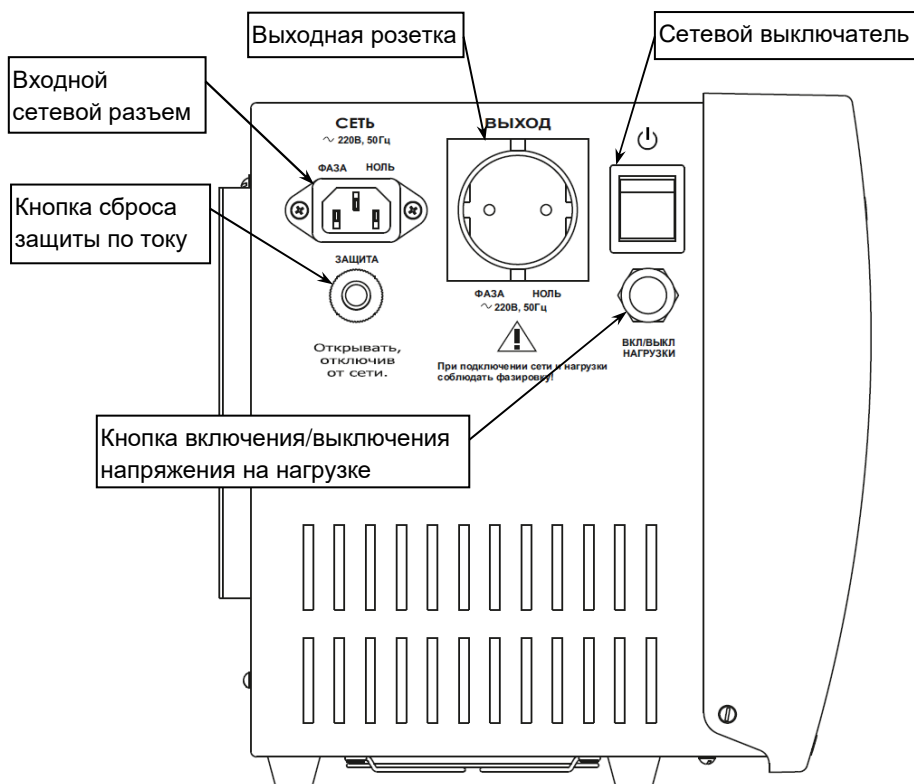 Выходная розетка
Сетевой выключатель
Входной
сетевой разъем
СЕТЬ
~ 220В, 50Гц
ФАЗА НОЛЬ
ВЫХОД
Кнопка сброса
защиты по току
ЗАЩИТА
ФАЗА НОЛЬ
~ 220В, 50Гц
Открывать,
отключив
от сети.
При подключении сети и нагрузки
соблюдать фазировку!
ВКЛ/ВЫКЛ
НАГРУЗКИ
Кнопка включения/выключения
напряжения на нагрузке